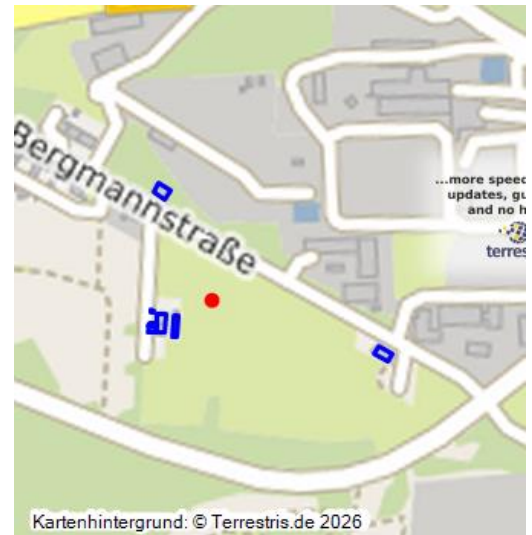 Bergmannstraße
...more speed
updates, gu
and no h
terres
Kartenhintergrund: © Terrestris.de 2026